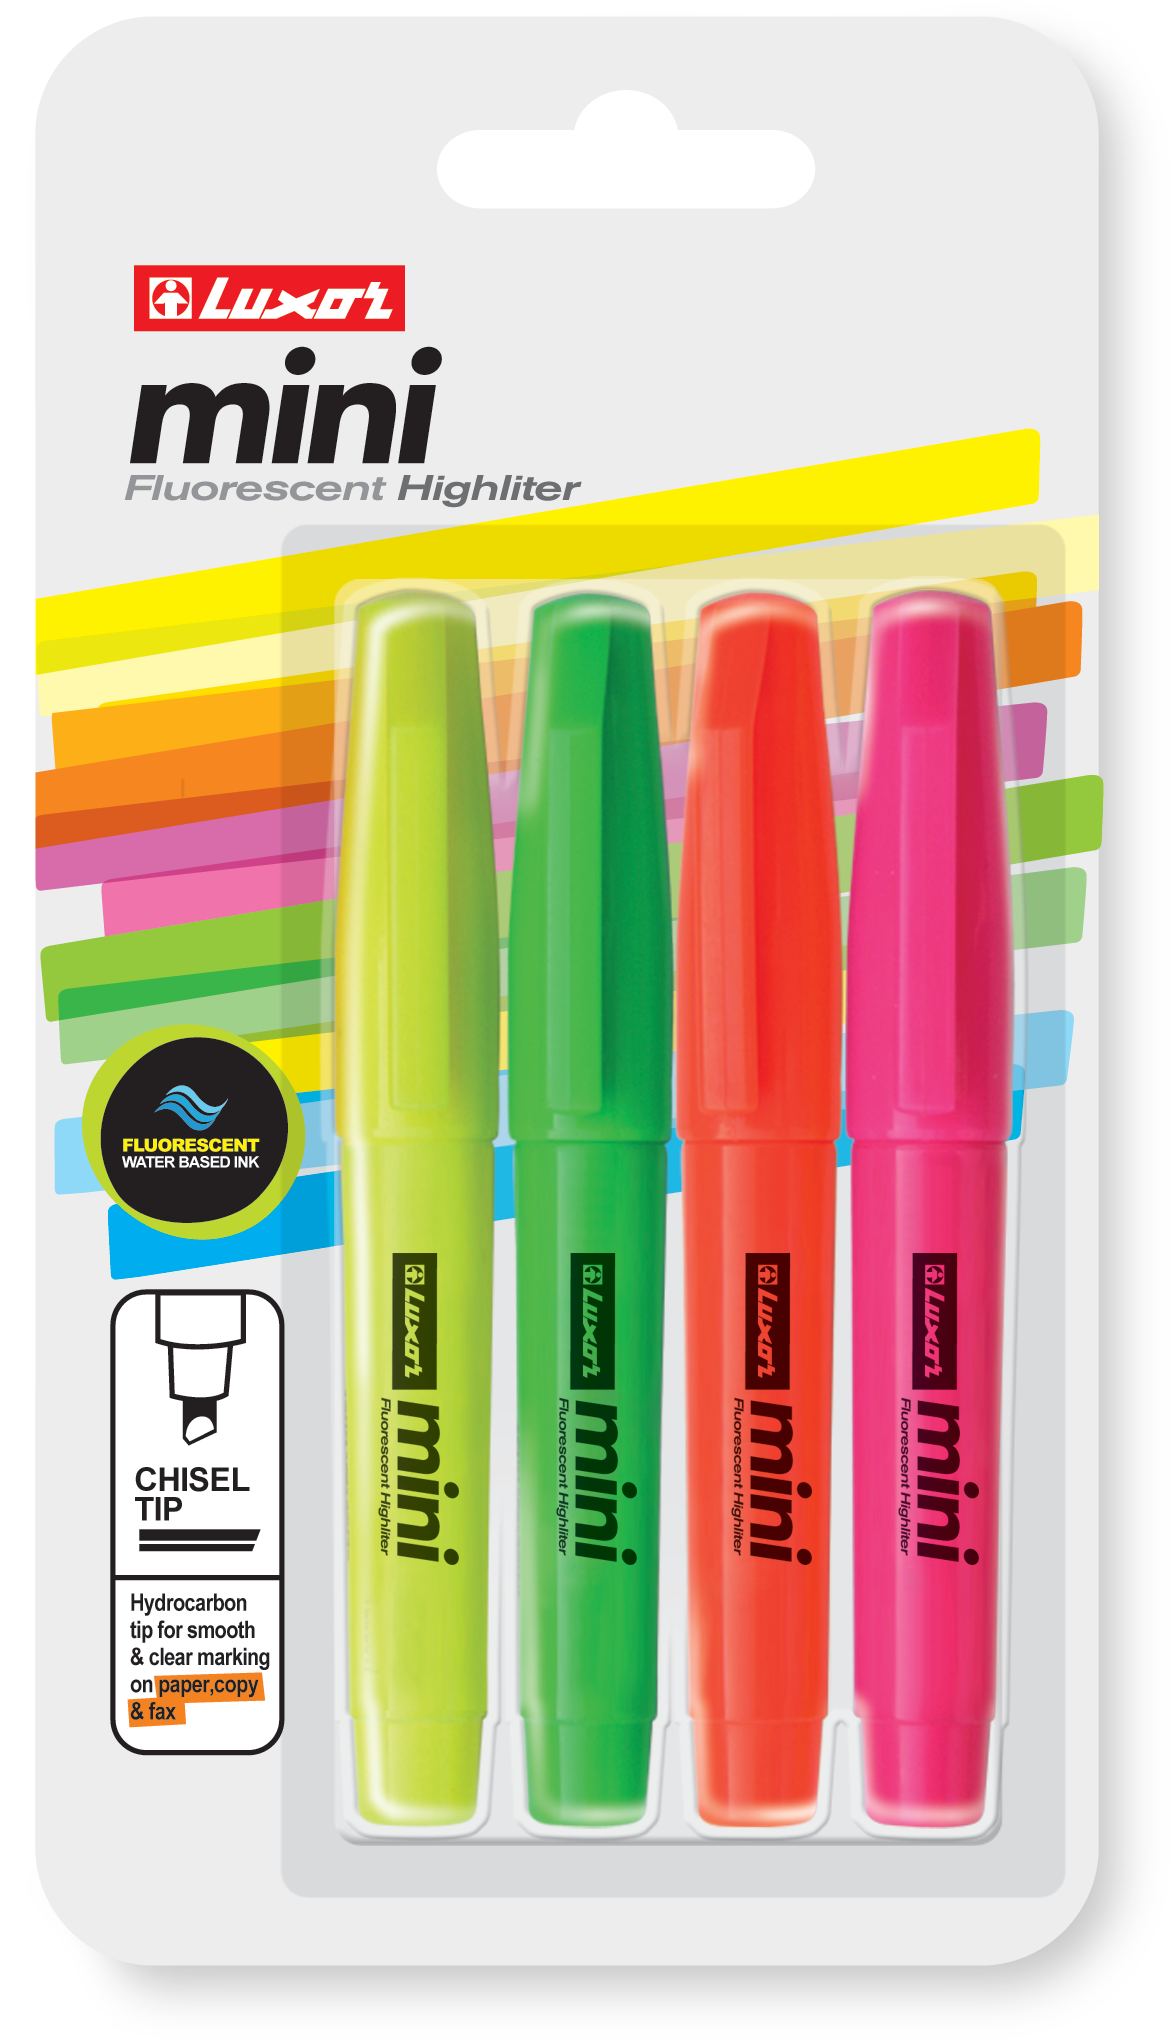 Luxor
mini
Fluorescent Highliter
FLUORESCENT
WATER BASED INK
CHISEL
TIP
Hydrocarbon
tip for smooth
& clear marking
on paper,copy
& fax
Luxor
mini
Fluorescent Highliter
Luxor
mini
Fluorescent Highliter
Luxor
mini
Fluorescent Highliter
Luxor
mini
Fluorescent Highliter